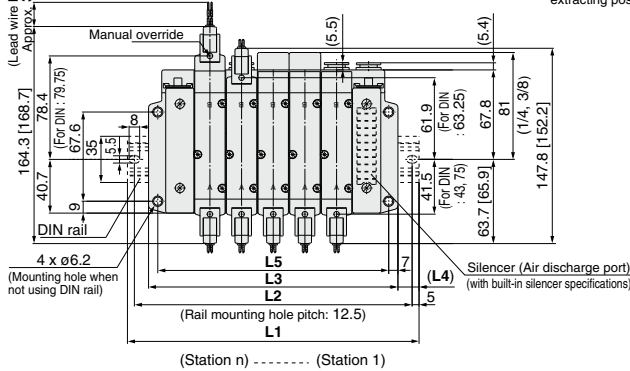 (Lead wire
Approx.
extracting pos
Manual override
(5.5)
(5.4)
164.3 [168.7]
78.4
(For DIN : 79.75)
67.6
35
5.5
8
40.7
9
61.9
(For DIN
: 63.25)
67.8
81
(1/4, 3/8)
147.8 [152.2]
41.5
(For DIN
: 43,75)
63.7 [65.9]
B
B
B
B
B
A
A
A
A
A
DIN rail
4 x ø6.2
(Mounting hole when
not using DIN rail)
L5
7
L3
(L4)
L2
5
(Rail mounting hole pitch: 12.5)
L1
Silencer (Air discharge port)
(with built-in silencer specifications)
(Station n) ------- (Station 1)